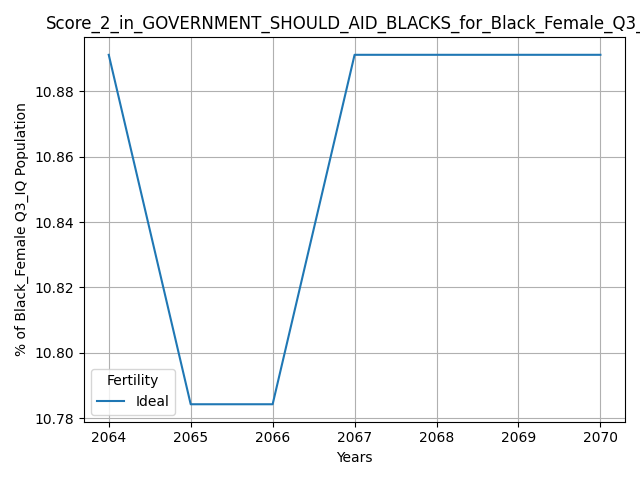 Score_2_in_GOVERNMENT_SHOULD_AID_BLACKS_for_Black_Female_Q3_
% of Black_Female Q3_IQ Population
10.88
10.86
10.84
10.82
10.80
10.78
Fertility
Ideal
2064 2065 2066 2067 2068 2069 2070
Years